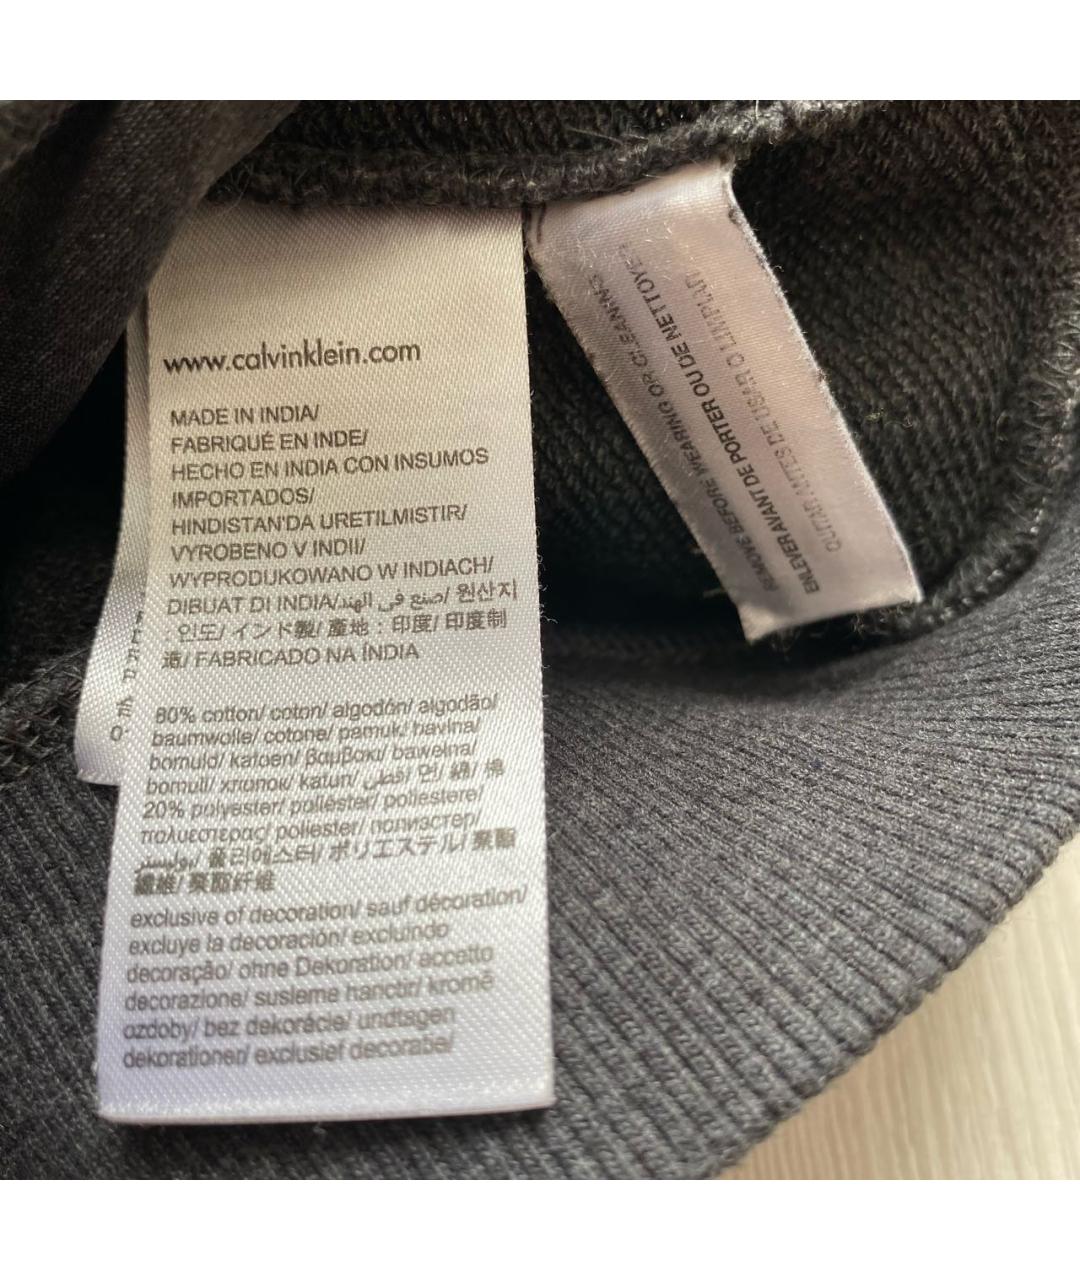 www.calvinklein.com
MADE IN INDIA/
FABRIQUÉ EN INDE/
HECHO EN INDIA CON INSUMOS
IMPORTADOS/
HINDISTAN'DA URETILMISTIR/
VYROBENO V INDII/
WYPRODUKOWANO W INDIACH/
DIBUAT DI INDIA/صنع في الهند/ 원산지
: 인도/ インド製/ 產地 : 印度/ 印度制
造/ FABRICADO NA ÍNDIA
80% cotton/ coton/ algodón/ algodão/
baumwolle/ cotone/ pamuk/ bavlna/
bomuld/ katoen/ βαμβακι/ bawelna/
bomull/ хлопок/ katun/ قطن/ 면/ 綿/ 棉
20% polyester/ poliéster/ poliestere/
πολυεστερας/ poliester/ полиэстер/
بوليستر/ 폴리에스터/ ポリエステル/ 聚酯
纖維/ 聚酯纤维
exclusive of decoration/ sauf décoration/
excluye la decoración/ excluindo
decoração/ ohne Dekoration/ accetto
decorazione/ susleme haric​tir/ kromě
ozdoby/ bez dekorácie/ undtagen
dekorationer/ exclusief decoratie/
REMOVE BEFORE WEARING OR CLEANING
ENLEVER AVANT DE PORTER OU DE NETTOYER
QUITAR ANTES DE USAR O LIMPIAR